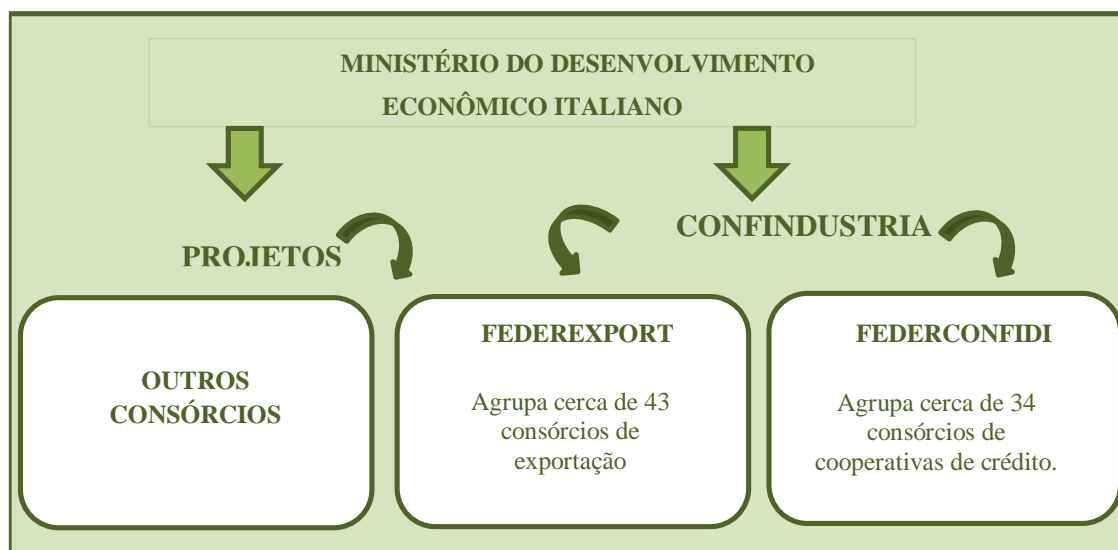 MINISTÉRIO DO DESENVOLVIMENTO
ECONÔMICO ITALIANO
PROJETOS
CONFINDUSTRIA
OUTROS
CONSÓRCIOS
FEDEREXPORT
Agrupa cerca de 43
consórcios de
exportação
FEDERCONFIDI
Agrupa cerca de 34
consórcios de
cooperativas de crédito.